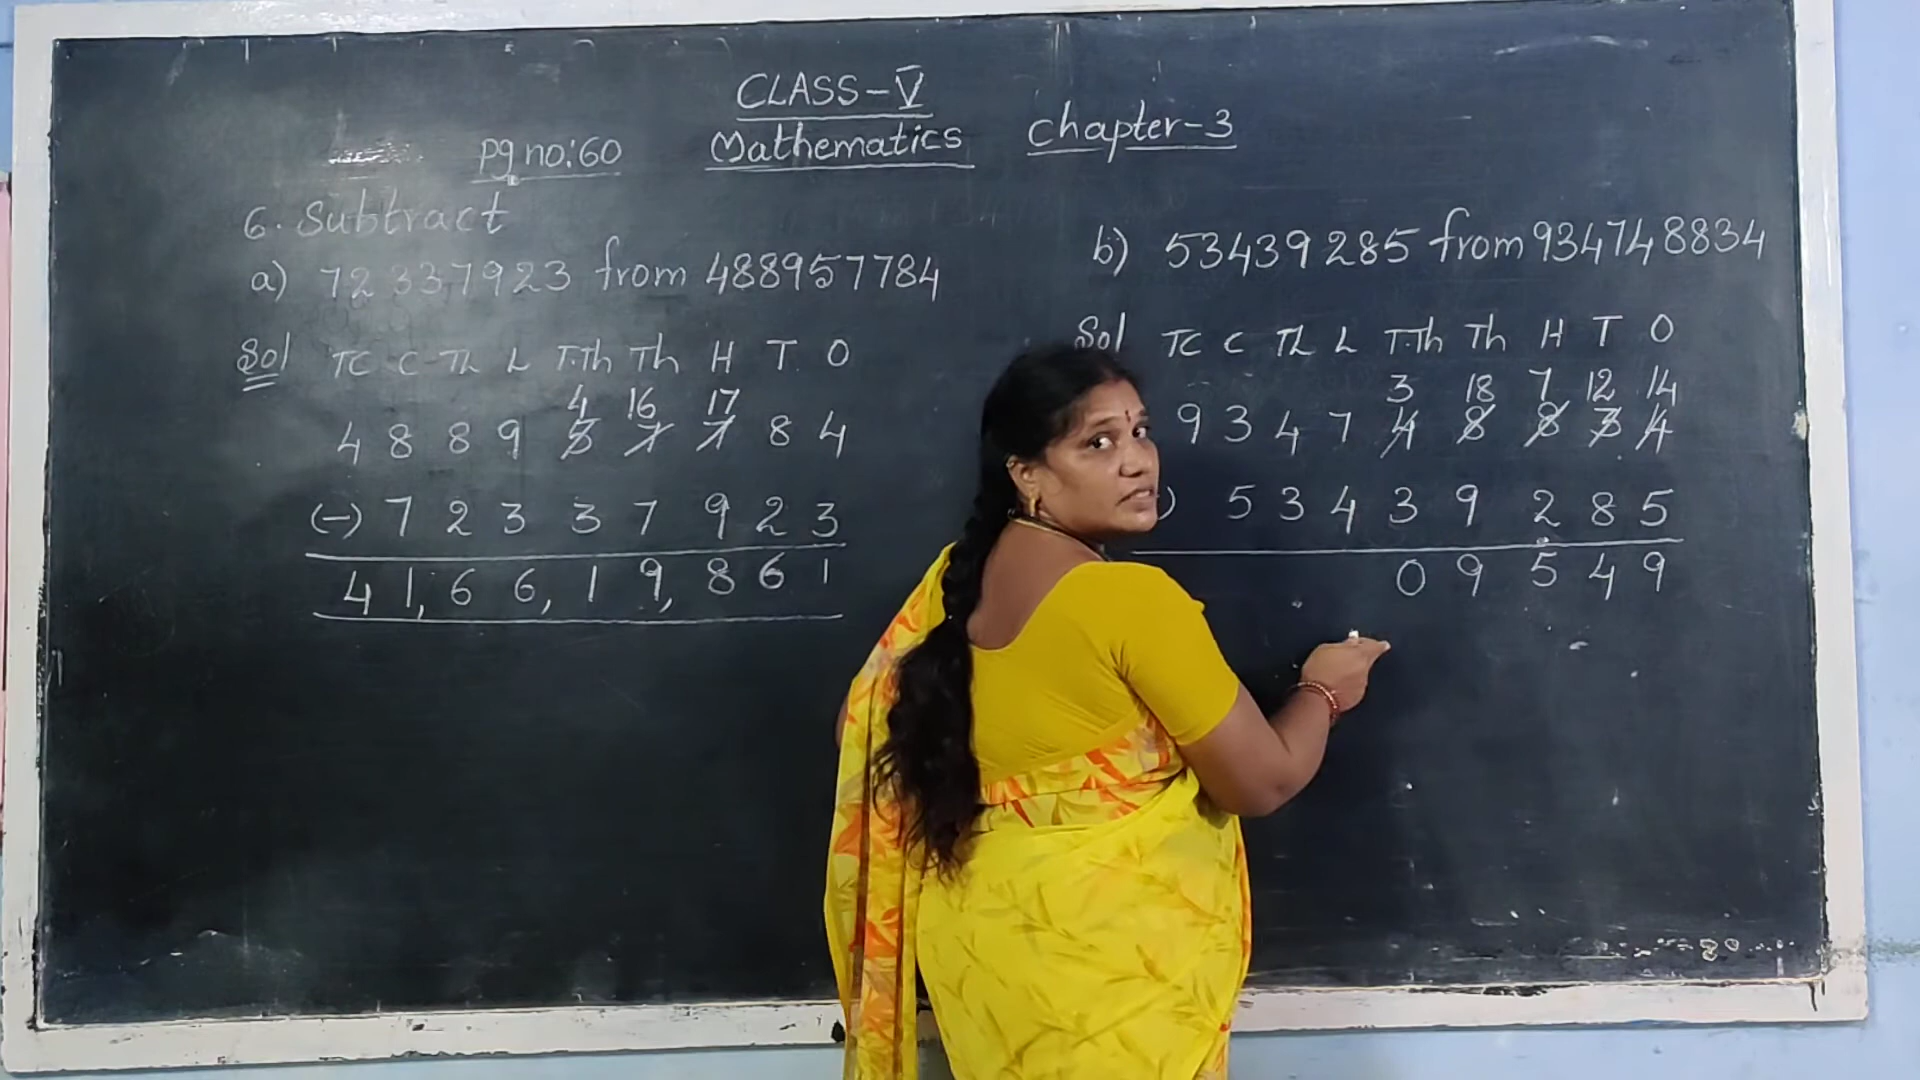 CLASS-V
pg no:60 Mathematics Chapter-3
6. Subtract
a) 72337923 from 488957784
Sol TC C TL L T.Th Th H T O
4 16 17
4 8 8 9 5 7 7 8 4
(-) 7 2 3 3 7 9 2 3
4 1, 6 6, 1 9, 8 6 1
b) 53439285 from 934748834
Sol TC C TL L T.Th Th H T O
3 18 7 12 14
9 3 4 7 4 8 8 3 4
) 5 3 4 3 9 2 8 5
0 9 5 4 9